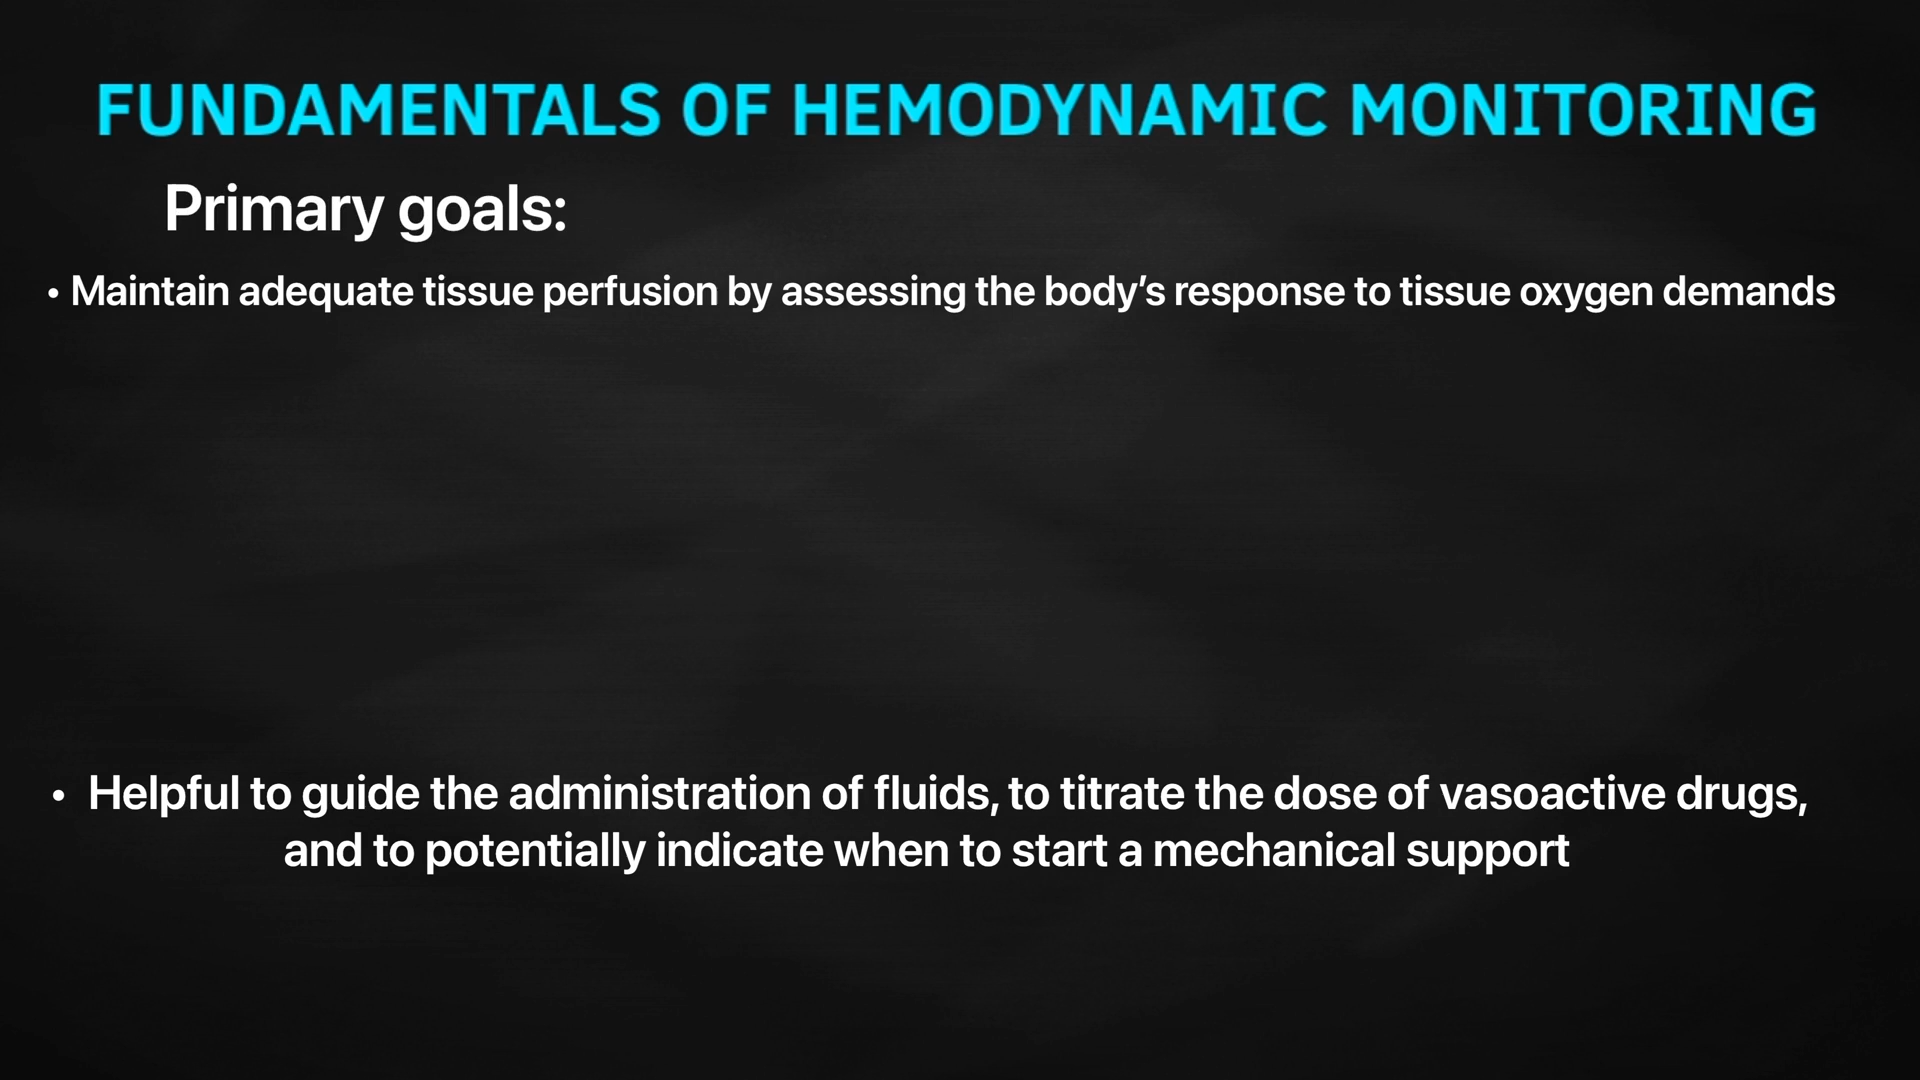 FUNDAMENTALS OF HEMODYNAMIC MONITORING
Primary goals:
• Maintain adequate tissue perfusion by assessing the body’s response to tissue oxygen demands
• Helpful to guide the administration of fluids, to titrate the dose of vasoactive drugs,
and to potentially indicate when to start a mechanical support